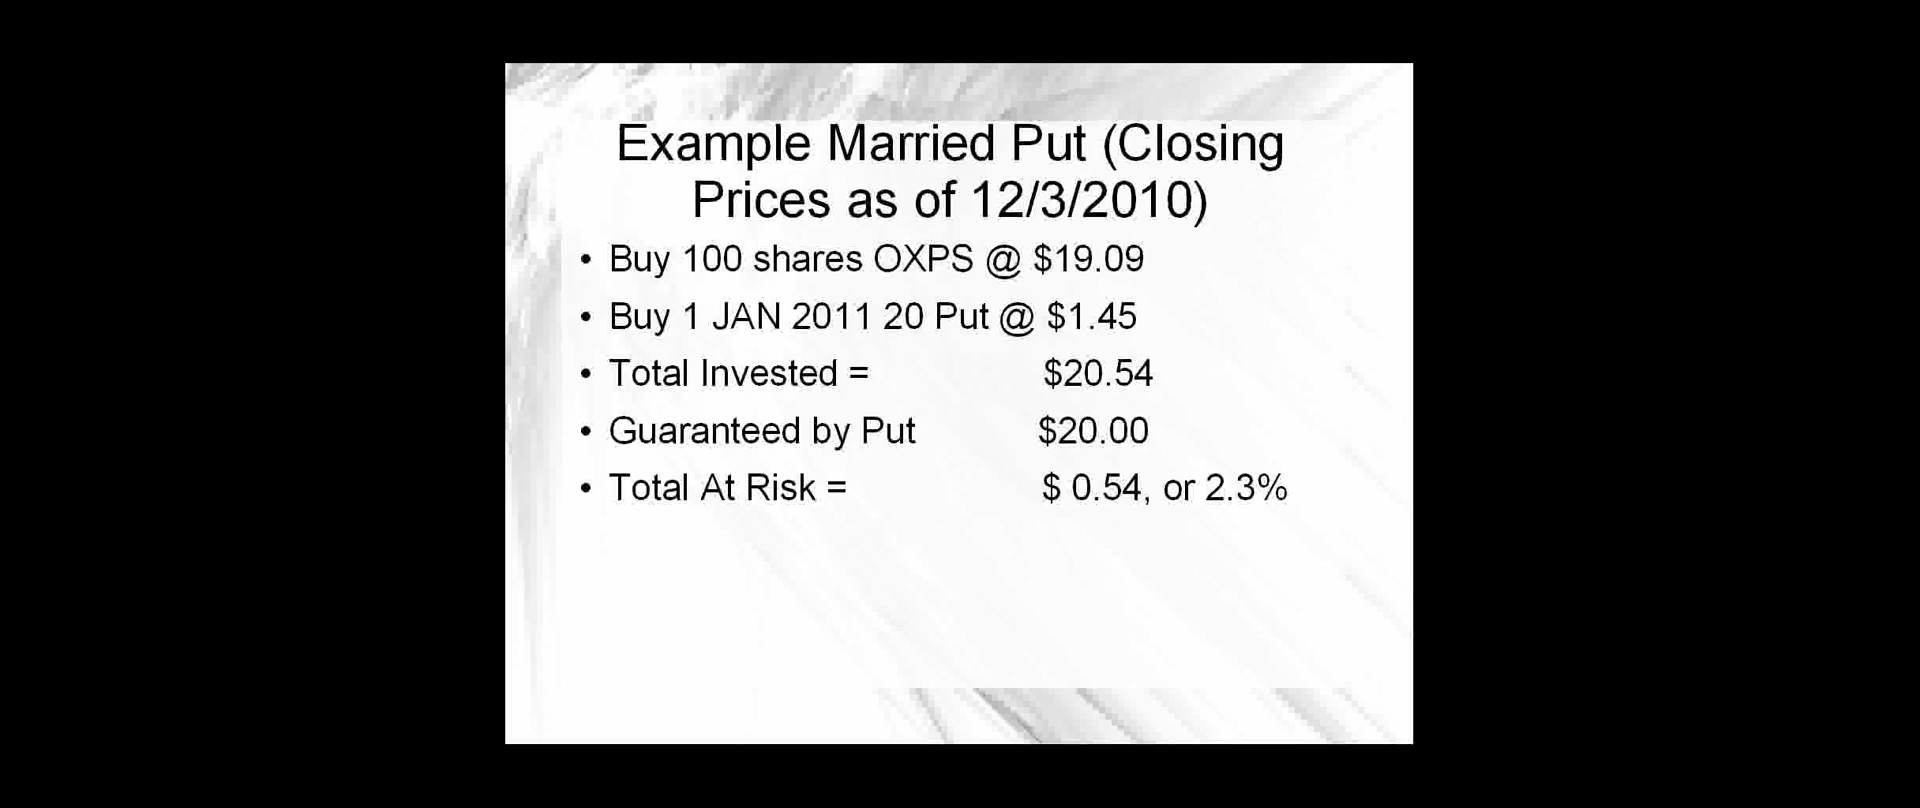 Example Married Put (Closing
Prices as of 12/3/2010)
• Buy 100 shares OXPS @ $19.09
• Buy 1 JAN 2011 20 Put @ $1.45
• Total Invested = $20.54
• Guaranteed by Put $20.00
• Total At Risk = $ 0.54, or 2.3%